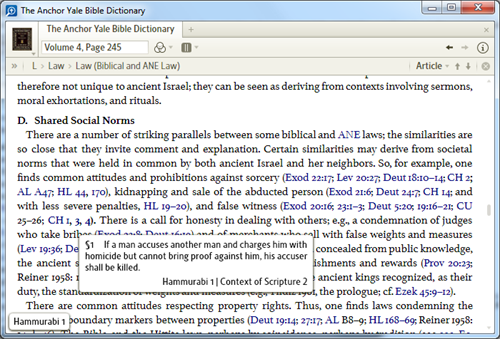 The Anchor Yale Bible Dictionary
The Anchor Yale Bible Dictionary
Volume 4, Page 245
» L › Law › Law (Biblical and ANE Law) Article
therefore not unique to ancient Israel; they can be seen as deriving from contexts involving sermons,
moral exhortations, and rituals.
D. Shared Social Norms
There are a number of striking parallels between some biblical and ANE laws; the similarities are
so close that they invite comment and explanation. Certain similarities may derive from societal
norms that were held in common by both ancient Israel and her neighbors. So, for example, one
finds common attitudes and prohibitions against sorcery (Exod 22:17; Lev 20:27; Deut 18:10–14; CH 2;
AL A47; HL 44, 170), kidnapping and sale of the abducted person (Exod 21:6; Deut 24:7; CH 14; and
with less severe penalties, HL 19–20), and false witness (Exod 20:16; 23:1–3; Deut 5:20; 19:16–21; CU
25–26; CH 1, 3, 4). There is a call for honesty in dealing with others; e.g., a condemnation of judges
who take bribes (Exod 23:8; Deut 16:19) and of merchants who sell with false weights and measures
(Lev 19:36; De
concealed from public knowledge,
the ancient s
ishments and rewards (Prov 20:23;
Reiner 1958: 1
e ancient kings recognized, as their
duty, the standardization of weights and measures
the prologue; cf. Ezek 45:9–12).
§1 If a man accuses another man and charges him with
homicide but cannot bring proof against him, his accuser
shall be killed.
Hammurabi 1 | Context of Scripture 2
There are common attitudes respecting property rights. Thus, one finds laws condemning the
boundary markers between properties (Deut 19:14; 27:17; AL B8–9; HL 168–69; Reiner 1958:
Hammurabi 1